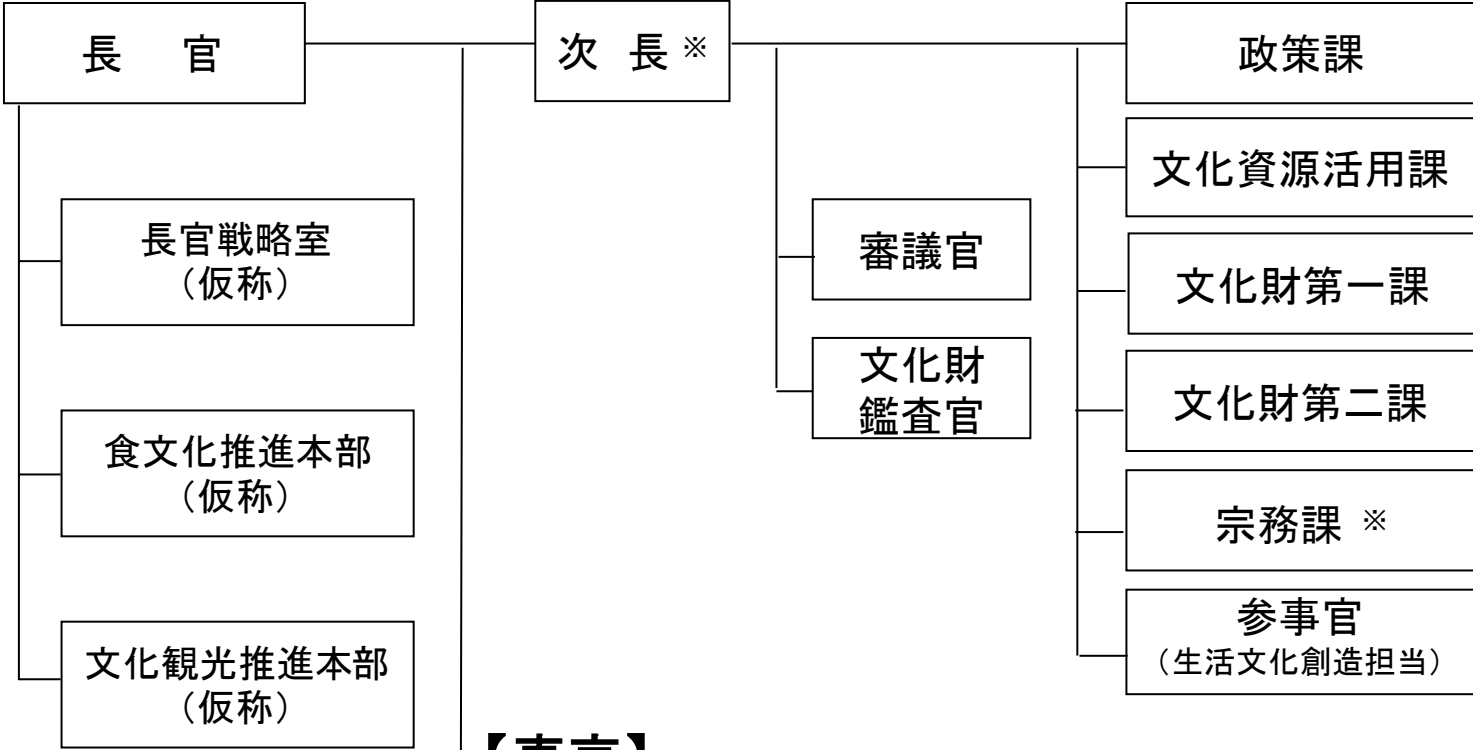 長　官
次 長 ※
政策課
文化資源活用課
長官戦略室
（仮称）
審議官
文化財第一課
文化財
鑑査官
文化財第二課
食文化推進本部
（仮称）
宗務課 ※
参事官
（生活文化創造担当）
文化観光推進本部
（仮称）